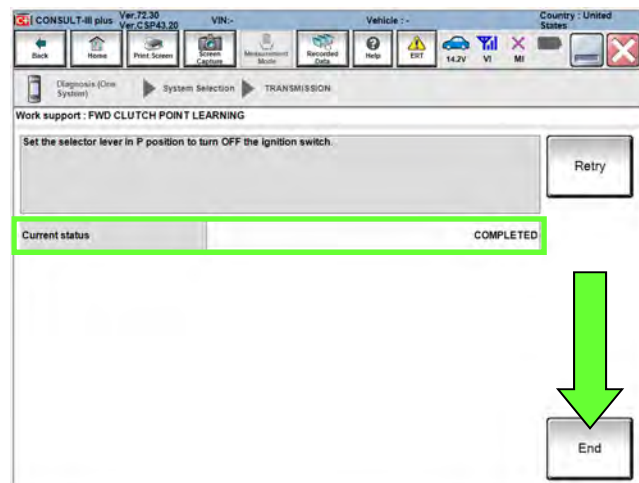 CONSULT-III plus Ver.72.30 VIN:- Vehicle : - Country : United
Ver.CSP43.20 States
Back Home Print Screen Screen Capture Measurement Mode Recorded Data Help ERT 14.2V VI MI
Diagnosis (One System) System Selection TRANSMISSION
Work support : FWD CLUTCH POINT LEARNING
Set the selector lever in P position to turn OFF the ignition switch.
Retry
Current status COMPLETED
End